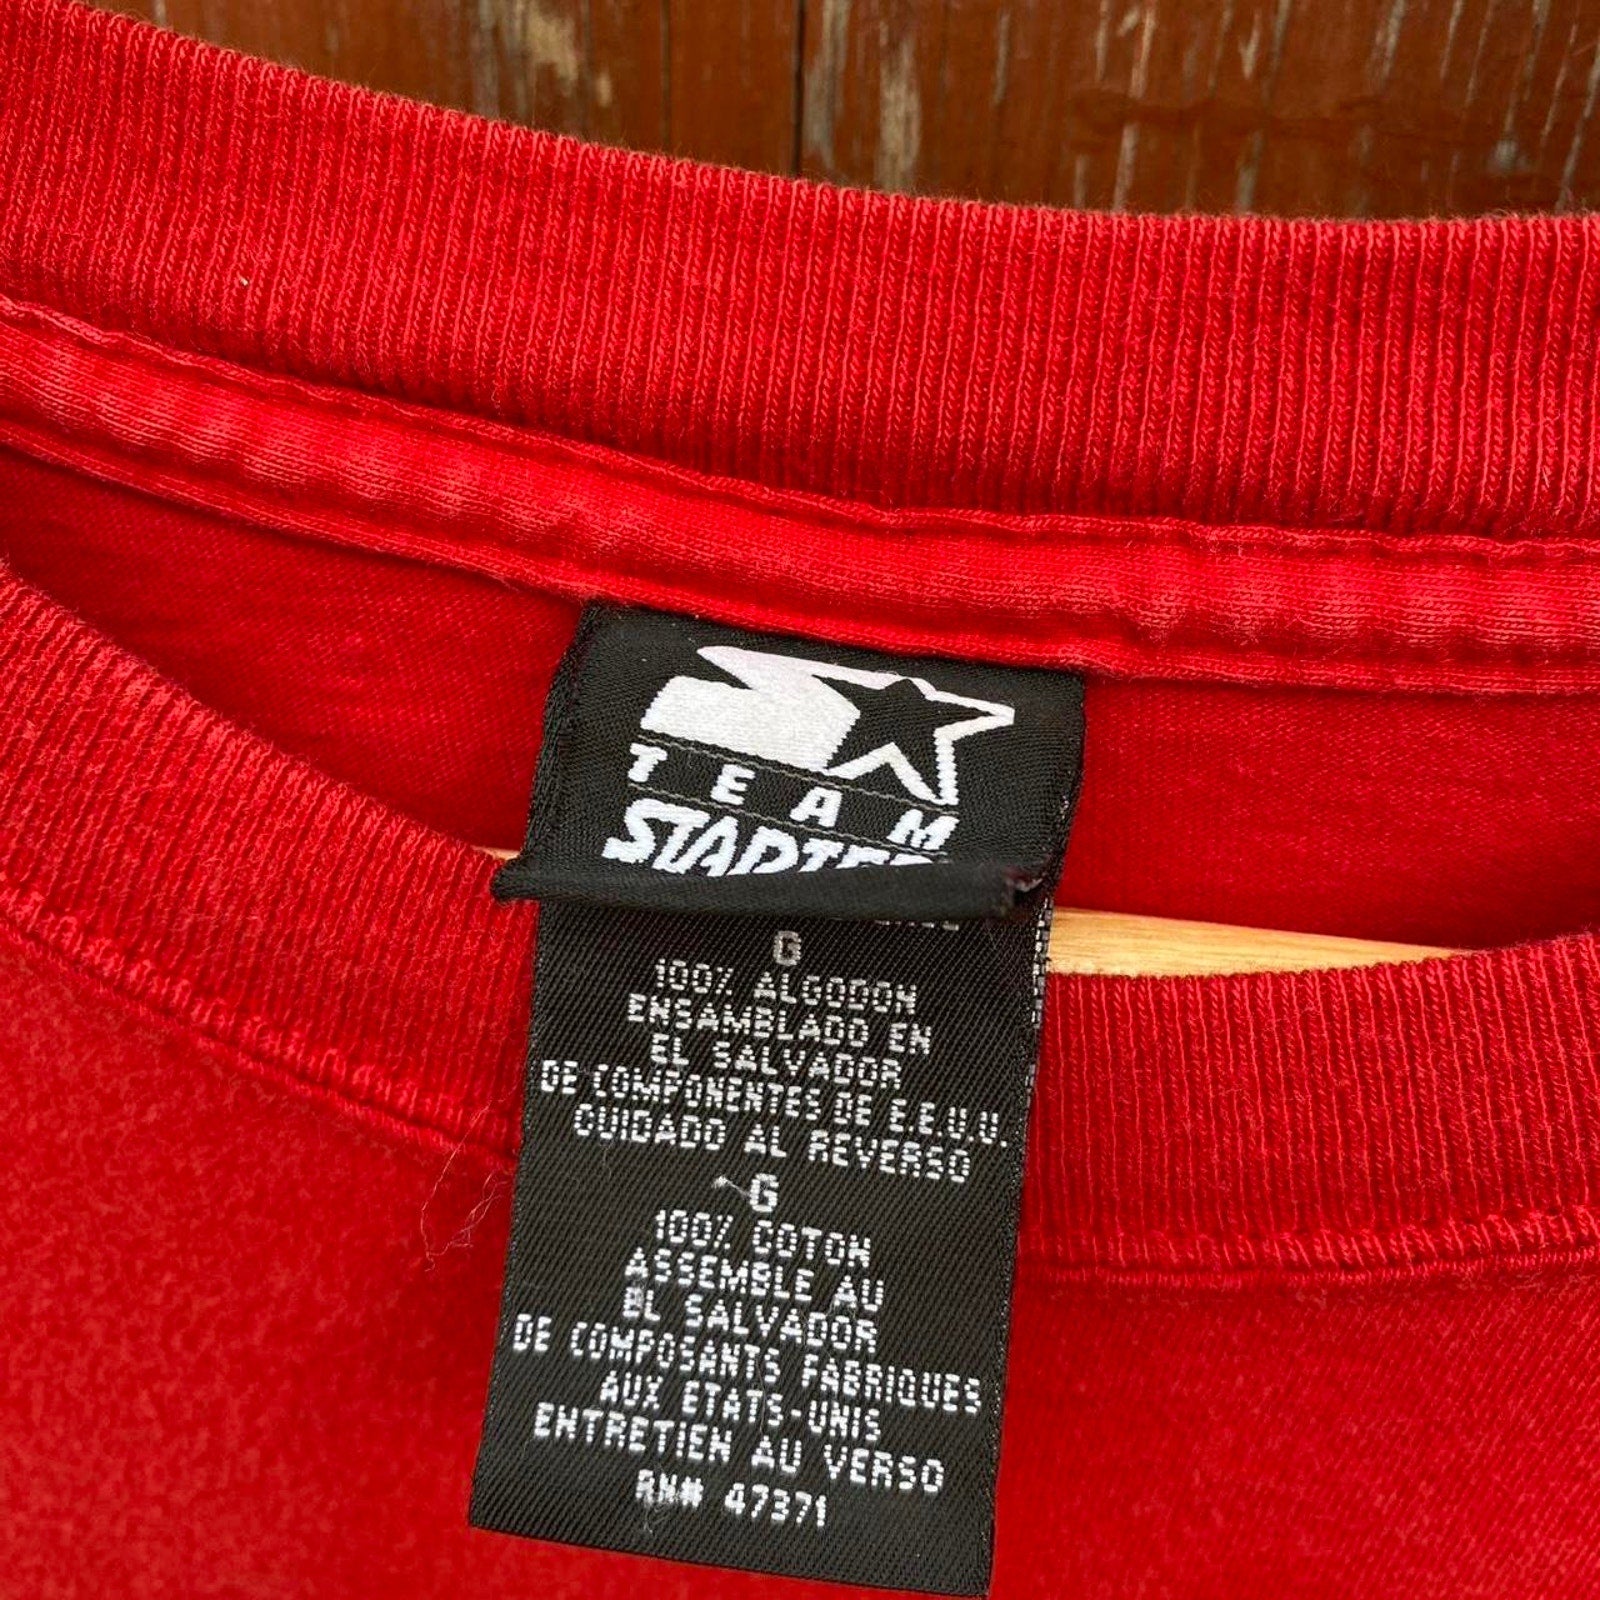 TEAM
STARTER
G
100% ALGODON
ENSAMBLADO EN
EL SALVADOR
DE COMPONENTES DE E.E.U.U.
CUIDADO AL REVERSO
G
100% COTON
ASSEMBLE AU
EL SALVADOR
DE COMPOSANTS FABRIQUES
AUX ETATS-UNIS
ENTRETIEN AU VERSO
RN# 47371